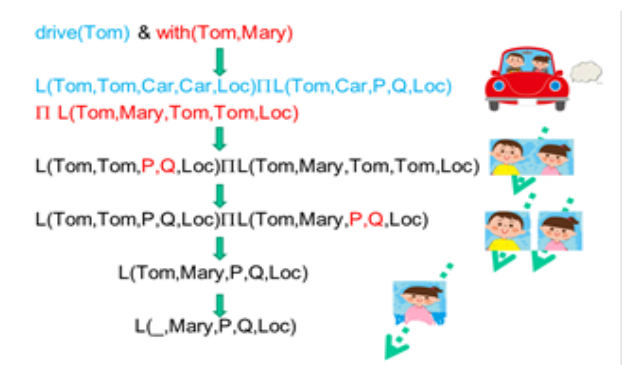 drive(Tom) & with(Tom,Mary)
L(Tom,Tom,Car,Car,Loc)ΠL(Tom,Car,P,Q,Loc)
Π L(Tom,Mary,Tom,Tom,Loc)
L(Tom,Tom,P,Q,Loc)ΠL(Tom,Mary,Tom,Tom,Loc)
L(Tom,Tom,P,Q,Loc)ΠL(Tom,Mary,P,Q,Loc)
L(Tom,Mary,P,Q,Loc)
L(_,Mary,P,Q,Loc)